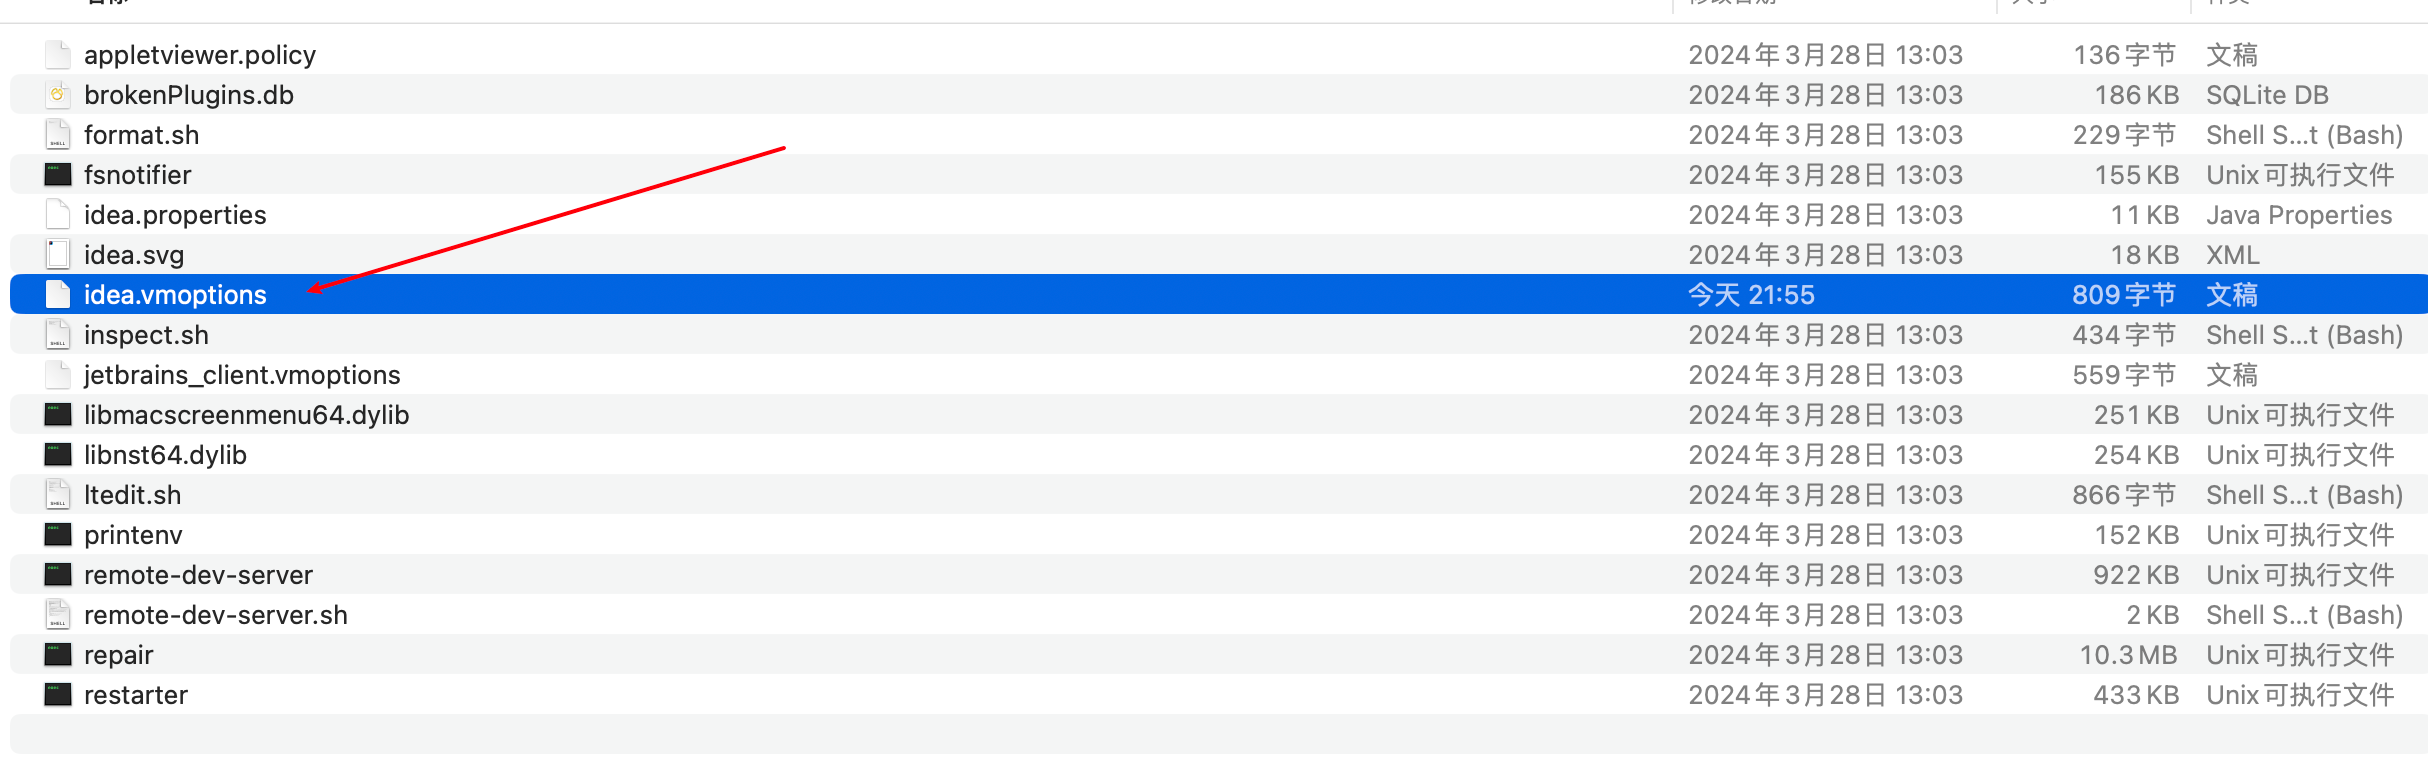 appletviewer.policy 2024年3月28日 13:03 136字节 文稿
brokenPlugins.db 2024年3月28日 13:03 186 KB SQLite DB
format.sh 2024年3月28日 13:03 229字节 Shell S...t (Bash)
fsnotifier 2024年3月28日 13:03 155 KB Unix可执行文件
idea.properties 2024年3月28日 13:03 11 KB Java Properties
idea.svg 2024年3月28日 13:03 18 KB XML
idea.vmoptions 今天 21:55 809字节 文稿
inspect.sh 2024年3月28日 13:03 434字节 Shell S...t (Bash)
jetbrains_client.vmoptions 2024年3月28日 13:03 559字节 文稿
libmacscreenmenu64.dylib 2024年3月28日 13:03 251 KB Unix可执行文件
libnst64.dylib 2024年3月28日 13:03 254 KB Unix可执行文件
ltedit.sh 2024年3月28日 13:03 866字节 Shell S...t (Bash)
printenv 2024年3月28日 13:03 152 KB Unix可执行文件
remote-dev-server 2024年3月28日 13:03 922 KB Unix可执行文件
remote-dev-server.sh 2024年3月28日 13:03 2 KB Shell S...t (Bash)
repair 2024年3月28日 13:03 10.3 MB Unix可执行文件
restarter 2024年3月28日 13:03 433 KB Unix可执行文件